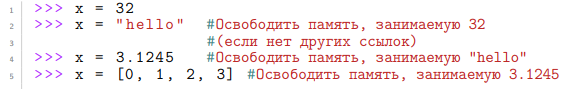 1 >>> x = 32
2 >>> x = "hello" #Освободить память, занимаемую 32
3 #(если нет других ссылок)
4 >>> x = 3.1245 #Освободить память, занимаемую "hello"
5 >>> x = [0, 1, 2, 3] #Освободить память, занимаемую 3.1245